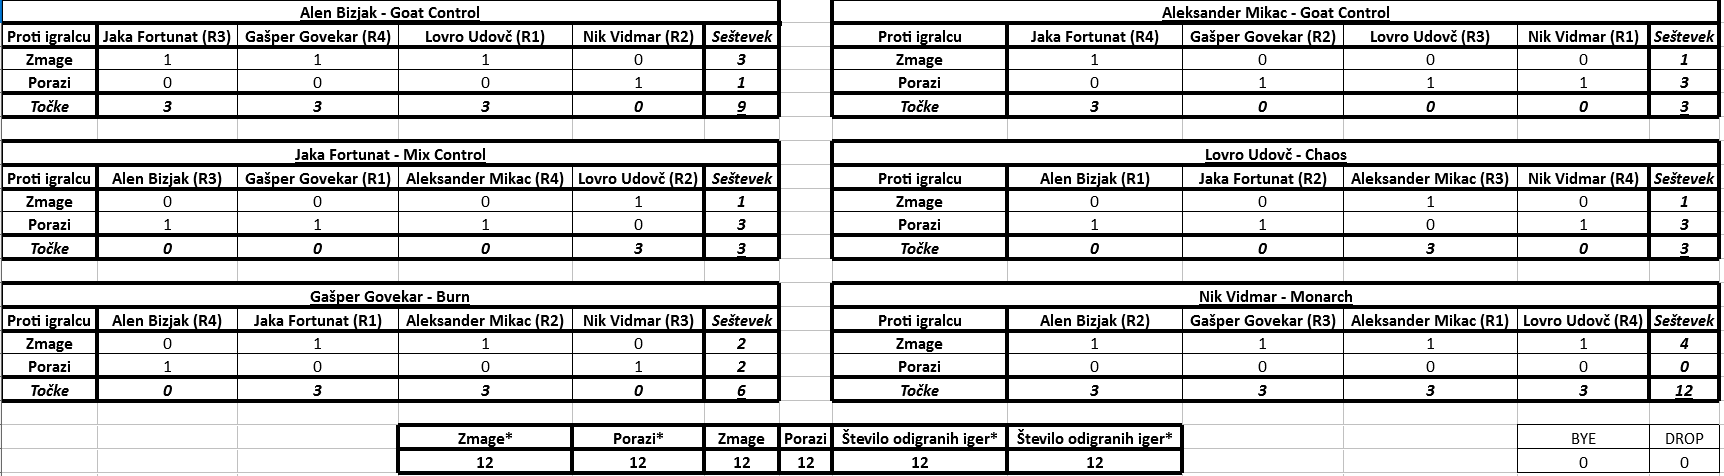 Alen Bizjak - Goat Control
Proti igralcu Jaka Fortunat (R3) Gašper Govekar (R4) Lovro Udovč (R1) Nik Vidmar (R2) Seštevek
Zmage 1 1 1 0 3
Porazi 0 0 0 1 1
Točke 3 3 3 0 9
Aleksander Mikac - Goat Control
Proti igralcu Jaka Fortunat (R4) Gašper Govekar (R2) Lovro Udovč (R3) Nik Vidmar (R1) Seštevek
Zmage 1 0 0 0 1
Porazi 0 1 1 1 3
Točke 3 0 0 0 3
Jaka Fortunat - Mix Control
Proti igralcu Alen Bizjak (R3) Gašper Govekar (R1) Aleksander Mikac (R4) Lovro Udovč (R2) Seštevek
Zmage 0 0 0 1 1
Porazi 1 1 1 0 3
Točke 0 0 0 3 3
Lovro Udovč - Chaos
Proti igralcu Alen Bizjak (R1) Jaka Fortunat (R2) Aleksander Mikac (R3) Nik Vidmar (R4) Seštevek
Zmage 0 0 1 0 1
Porazi 1 1 0 1 3
Točke 0 0 3 0 3
Gašper Govekar - Burn
Proti igralcu Alen Bizjak (R4) Jaka Fortunat (R1) Aleksander Mikac (R2) Nik Vidmar (R3) Seštevek
Zmage 0 1 1 0 2
Porazi 1 0 0 1 2
Točke 0 3 3 0 6
Nik Vidmar - Monarch
Proti igralcu Alen Bizjak (R2) Gašper Govekar (R3) Aleksander Mikac (R1) Lovro Udovč (R4) Seštevek
Zmage 1 1 1 1 4
Porazi 0 0 0 0 0
Točke 3 3 3 3 12
Zmage* Porazi* Zmage Porazi Število odigranih iger* Število odigranih iger*
12 12 12 12 12 12
BYE DROP
0 0